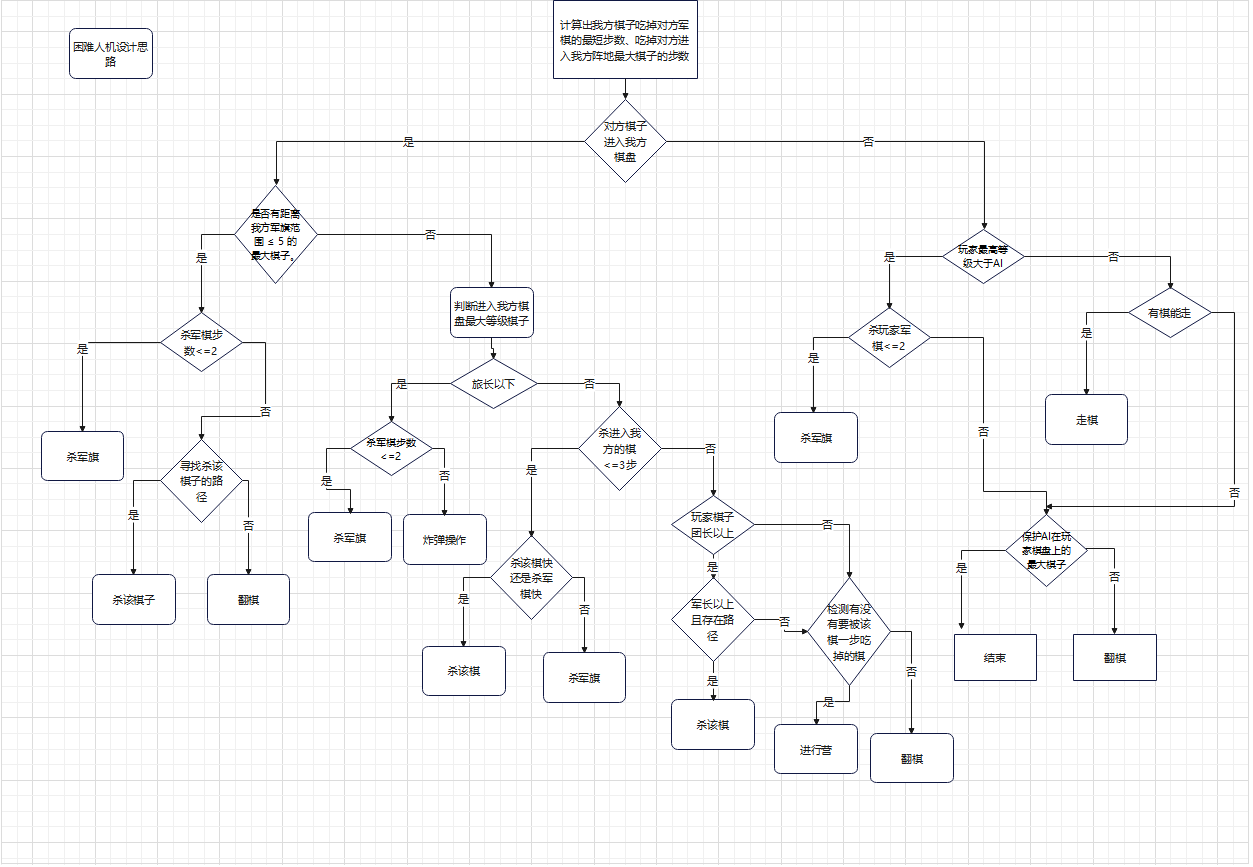 计算出我方棋子吃掉对方军
棋的最短步数、吃掉对方进
入我方阵地最大棋子的步数
困难人机设计思
路
对方棋子
进入我方
棋盘
是
否
是否有距离
我方军旗范
围 ≤ 5 的
最大棋子。
否
是
玩家最高等
级大于AI
是
否
判断进入我方棋
盘最大等级棋子
有棋能走
是
否
杀军棋步
数<=2
是
否
杀玩家军
棋<=2
是
否
旅长以下
是
否
走棋
杀军旗
杀军棋步数
<=2
是
否
杀进入我
方的棋
<=3步
是
否
杀军旗
寻找杀该
棋子的路
径
是
否
杀军旗
炸弹操作
玩家棋子
团长以上
否
是
保护AI在玩
家棋盘上的
最大棋子
是
否
杀该棋子
翻棋
杀该棋快
还是杀军
棋快
是
否
军长以上
且存在路
径
否
是
检测有没
有要被该
棋一步吃
掉的棋
是
否
结束
翻棋
杀该棋
杀军旗
杀该棋
进行营
翻棋